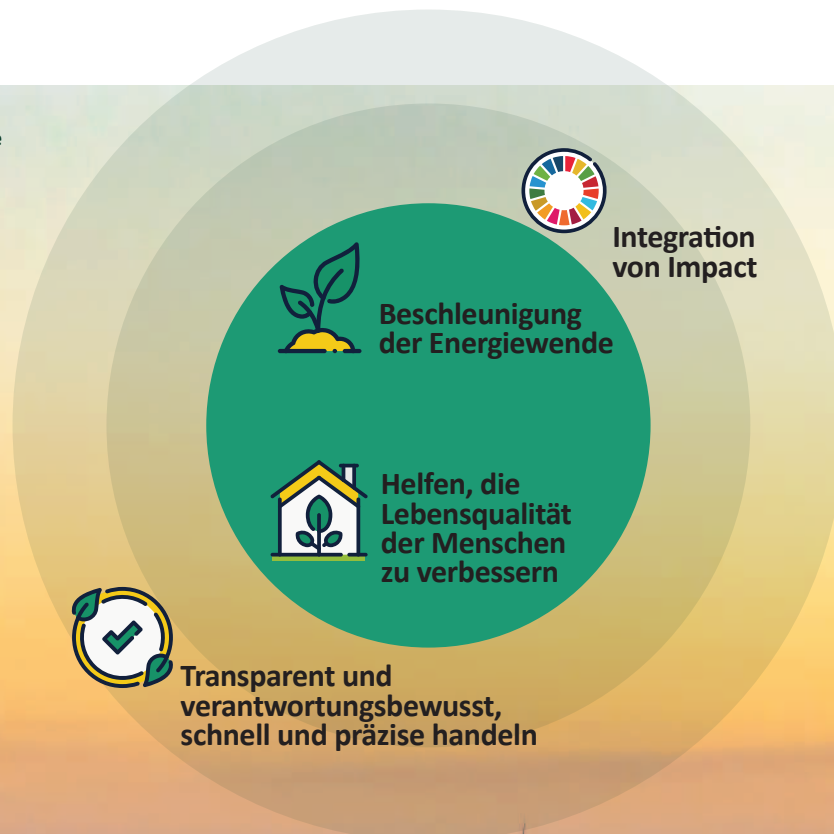 Integration
von Impact
Beschleunigung
der Energiewende
Helfen, die
Lebensqualität
der Menschen
zu verbessern
Transparent und
verantwortungsbewusst,
schnell und präzise handeln